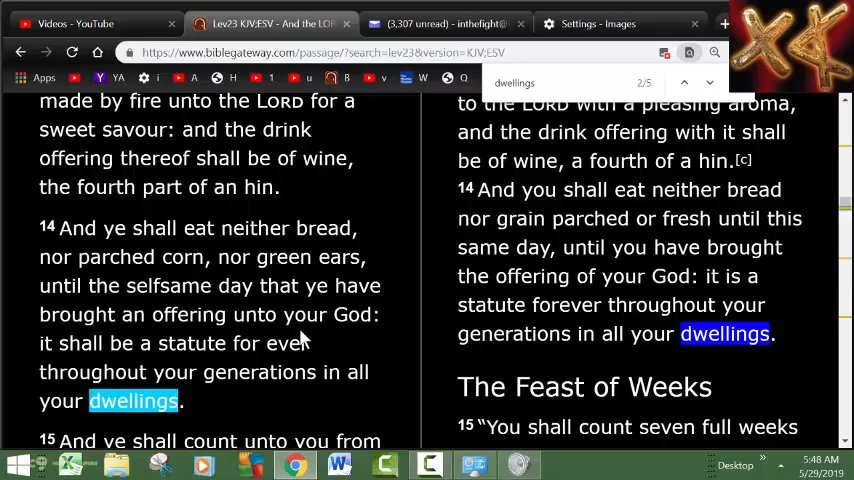 Videos - YouTube
Lev23 KJV;ESV - And the LOR
(3,307 unread) - inthefight@
Settings - Images
https://www.biblegateway.com/passage/?search=lev23&version=KJV;ESV
Apps
YA
i
A
H
u
B
v
W
Q
dwellings
2/5
X4
made by fire unto the LORD for a
sweet savour: and the drink
offering thereof shall be of wine,
the fourth part of an hin.
14 And ye shall eat neither bread,
nor parched corn, nor green ears,
until the selfsame day that ye have
brought an offering unto your God:
it shall be a statute for ever
throughout your generations in all
your dwellings.
15 And ye shall count unto you from
to the LORD with a pleasing aroma,
and the drink offering with it shall
be of wine, a fourth of a hin.[c]
14 And you shall eat neither bread
nor grain parched or fresh until this
same day, until you have brought
the offering of your God: it is a
statute forever throughout your
generations in all your dwellings.
The Feast of Weeks
15 “You shall count seven full weeks
Desktop
5:48 AM
5/29/2019